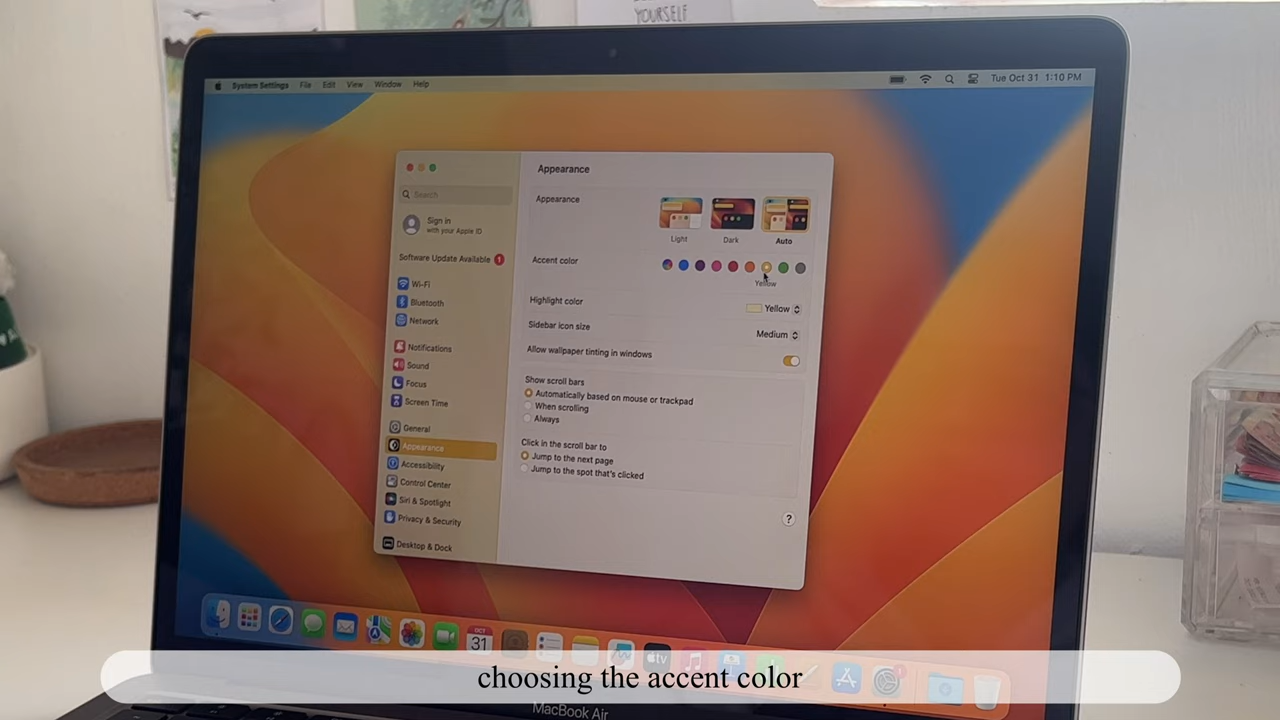 YOURSELF
System Settings File Edit View Window Help
Tue Oct 31 1:10 PM
Search
Sign in
with your Apple ID
Software Update Available 1
Wi-Fi
Bluetooth
Network
Notifications
Sound
Focus
Screen Time
General
Appearance
Accessibility
Control Center
Siri & Spotlight
Privacy & Security
Desktop & Dock
Appearance
Appearance
Light
Dark
Auto
Accent color
Yellow
Highlight color
Yellow
Sidebar icon size
Medium
Allow wallpaper tinting in windows
Show scroll bars
Automatically based on mouse or trackpad
When scrolling
Always
Click in the scroll bar to
Jump to the next page
Jump to the spot that's clicked
?
OCT
31
tv
choosing the accent color
MacBook Air